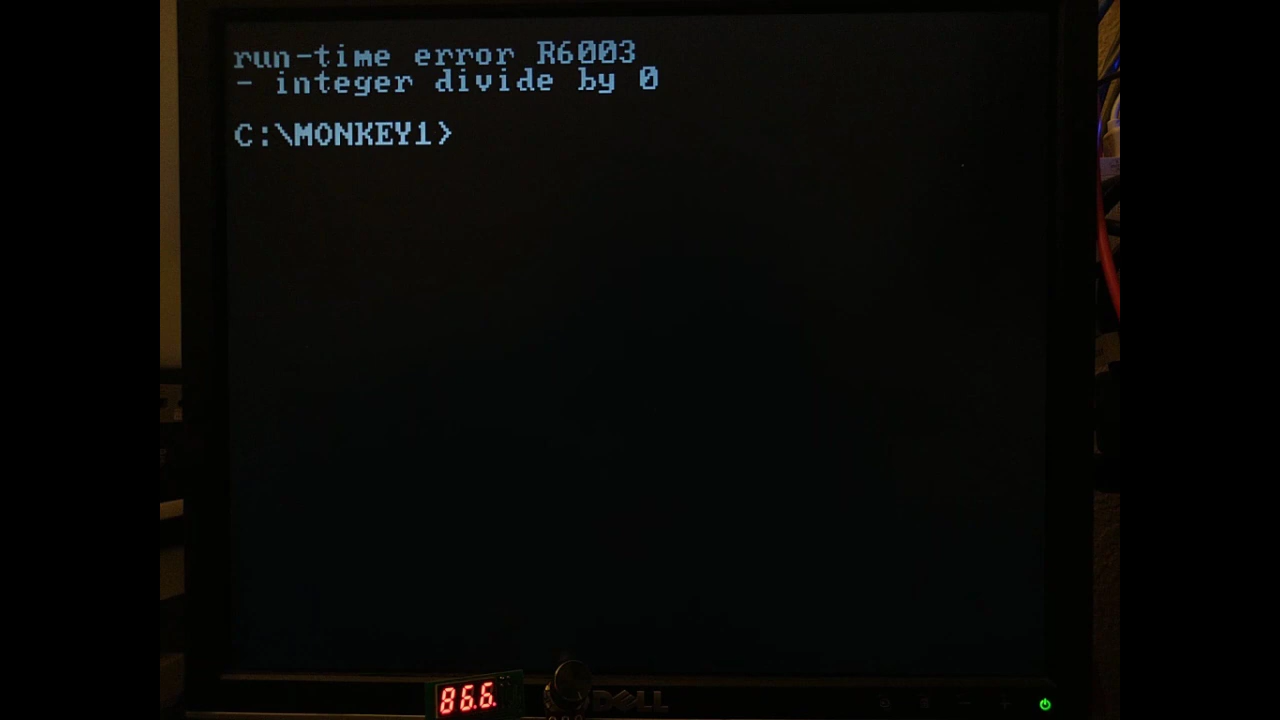 run-time error R6003
- integer divide by 0
C:\MONKEY1>
86.6.
DELL